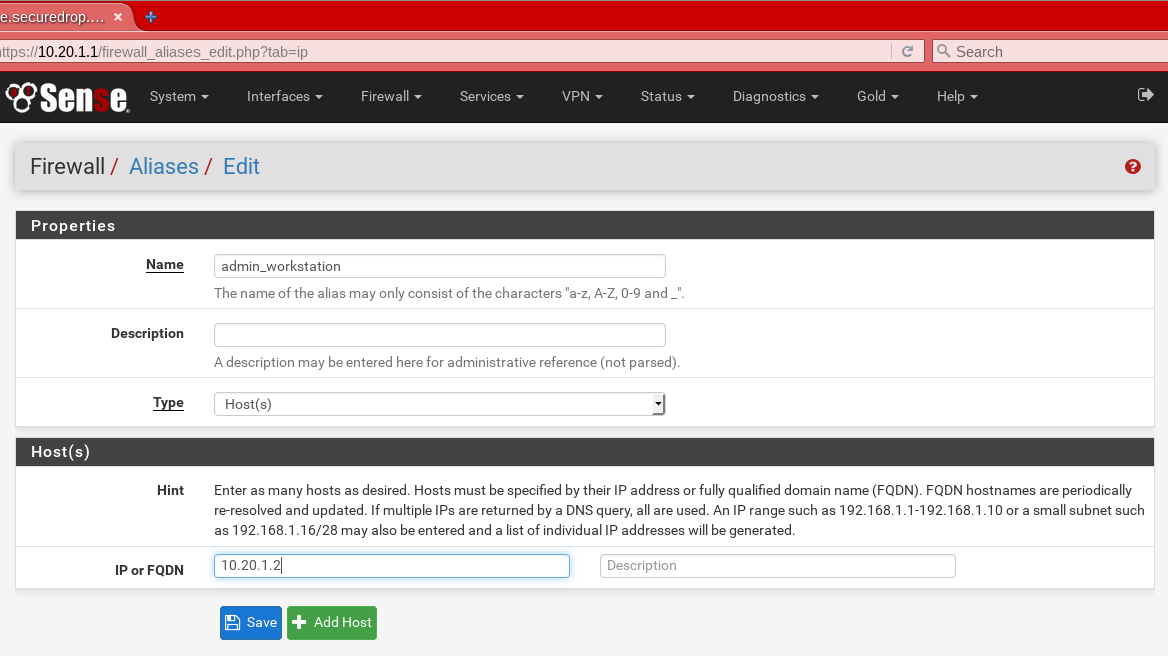 e.securedrop.... × +
ttps://10.20.1.1/firewall_aliases_edit.php?tab=ip Search
Sense System Interfaces Firewall Services VPN Status Diagnostics Gold Help
Firewall / Aliases / Edit ?
Properties
Name admin_workstation
The name of the alias may only consist of the characters "a-z, A-Z, 0-9 and _".
Description
A description may be entered here for administrative reference (not parsed).
Type Host(s)
Host(s)
Hint Enter as many hosts as desired. Hosts must be specified by their IP address or fully qualified domain name (FQDN). FQDN hostnames are periodically
re-resolved and updated. If multiple IPs are returned by a DNS query, all are used. An IP range such as 192.168.1.1-192.168.1.10 or a small subnet such
as 192.168.1.16/28 may also be entered and a list of individual IP addresses will be generated.
IP or FQDN 10.20.1.2 Description
Save Add Host